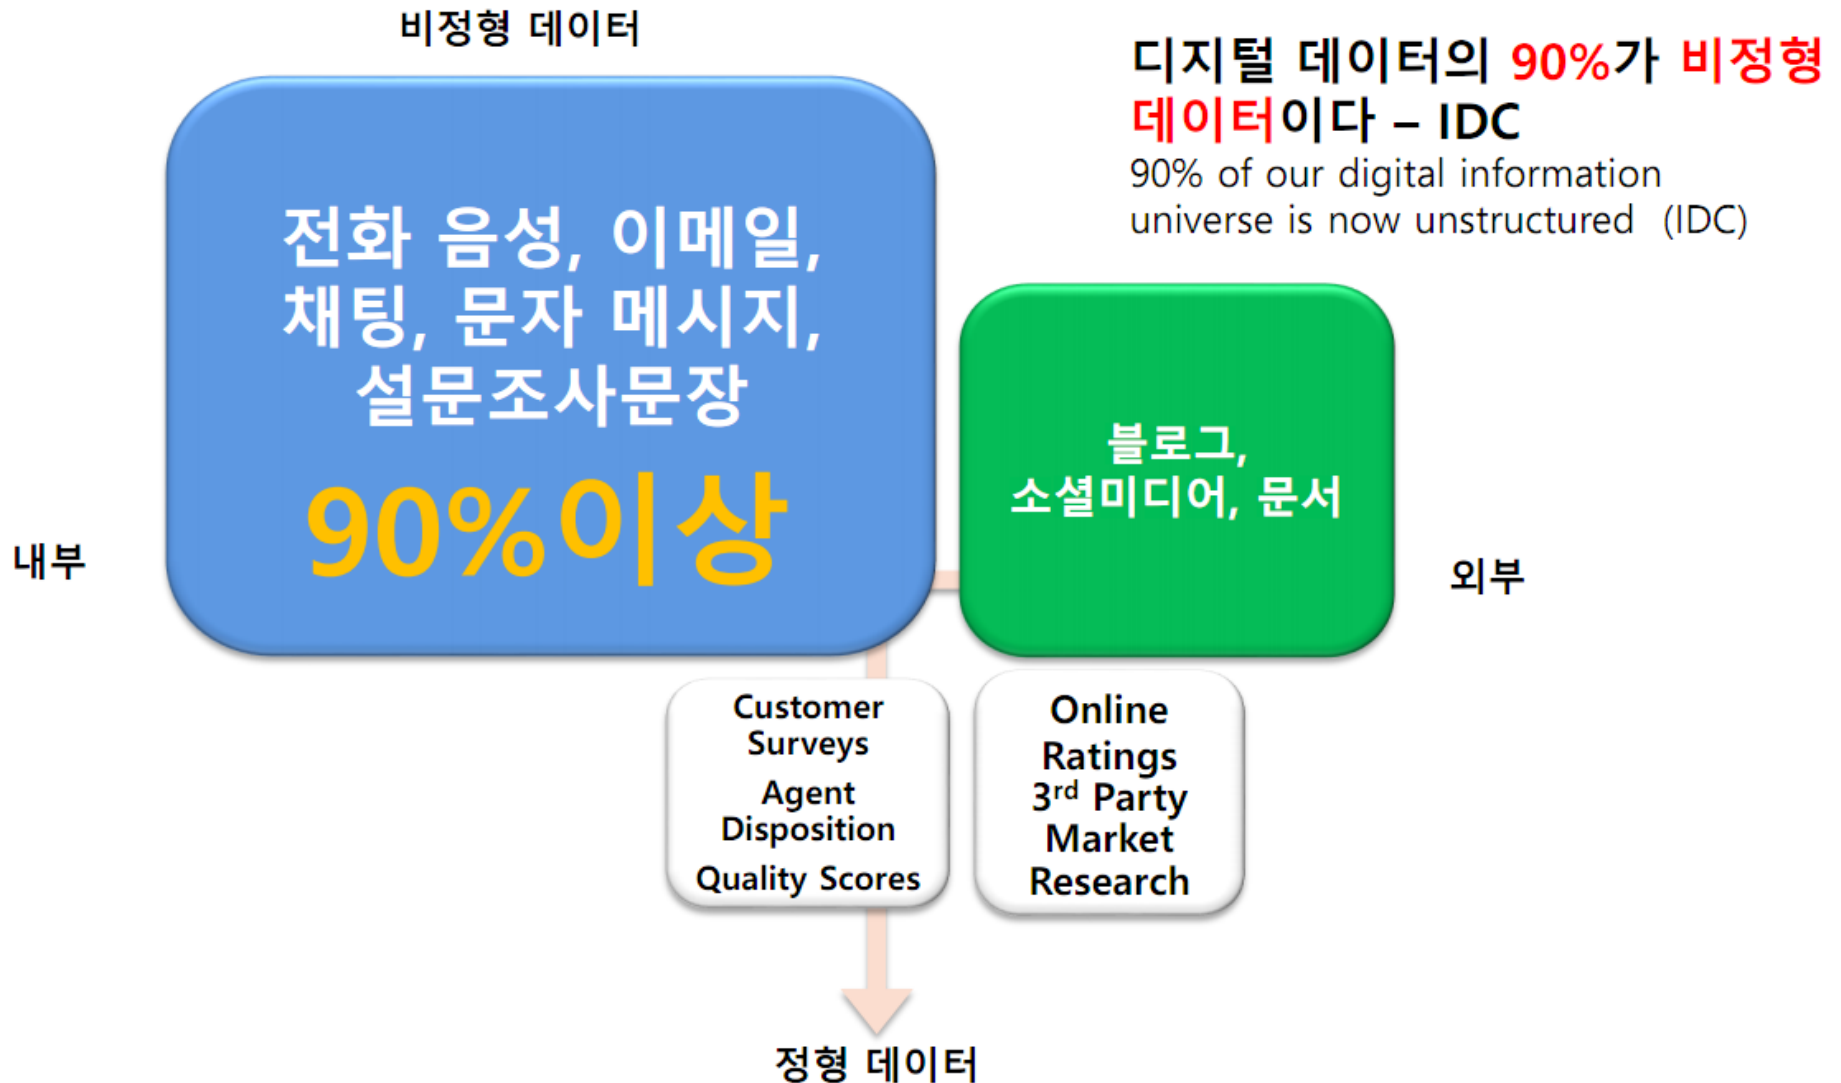 비정형 데이터
디지털 데이터의 90%가 비정형
데이터이다 – IDC
90% of our digital information
universe is now unstructured (IDC)
전화 음성, 이메일,
채팅, 문자 메시지,
설문조사문장
90%이상
블로그,
소셜미디어, 문서
내부
외부
Customer
Surveys
Agent
Disposition
Quality Scores
Online
Ratings
3rd Party
Market
Research
정형 데이터